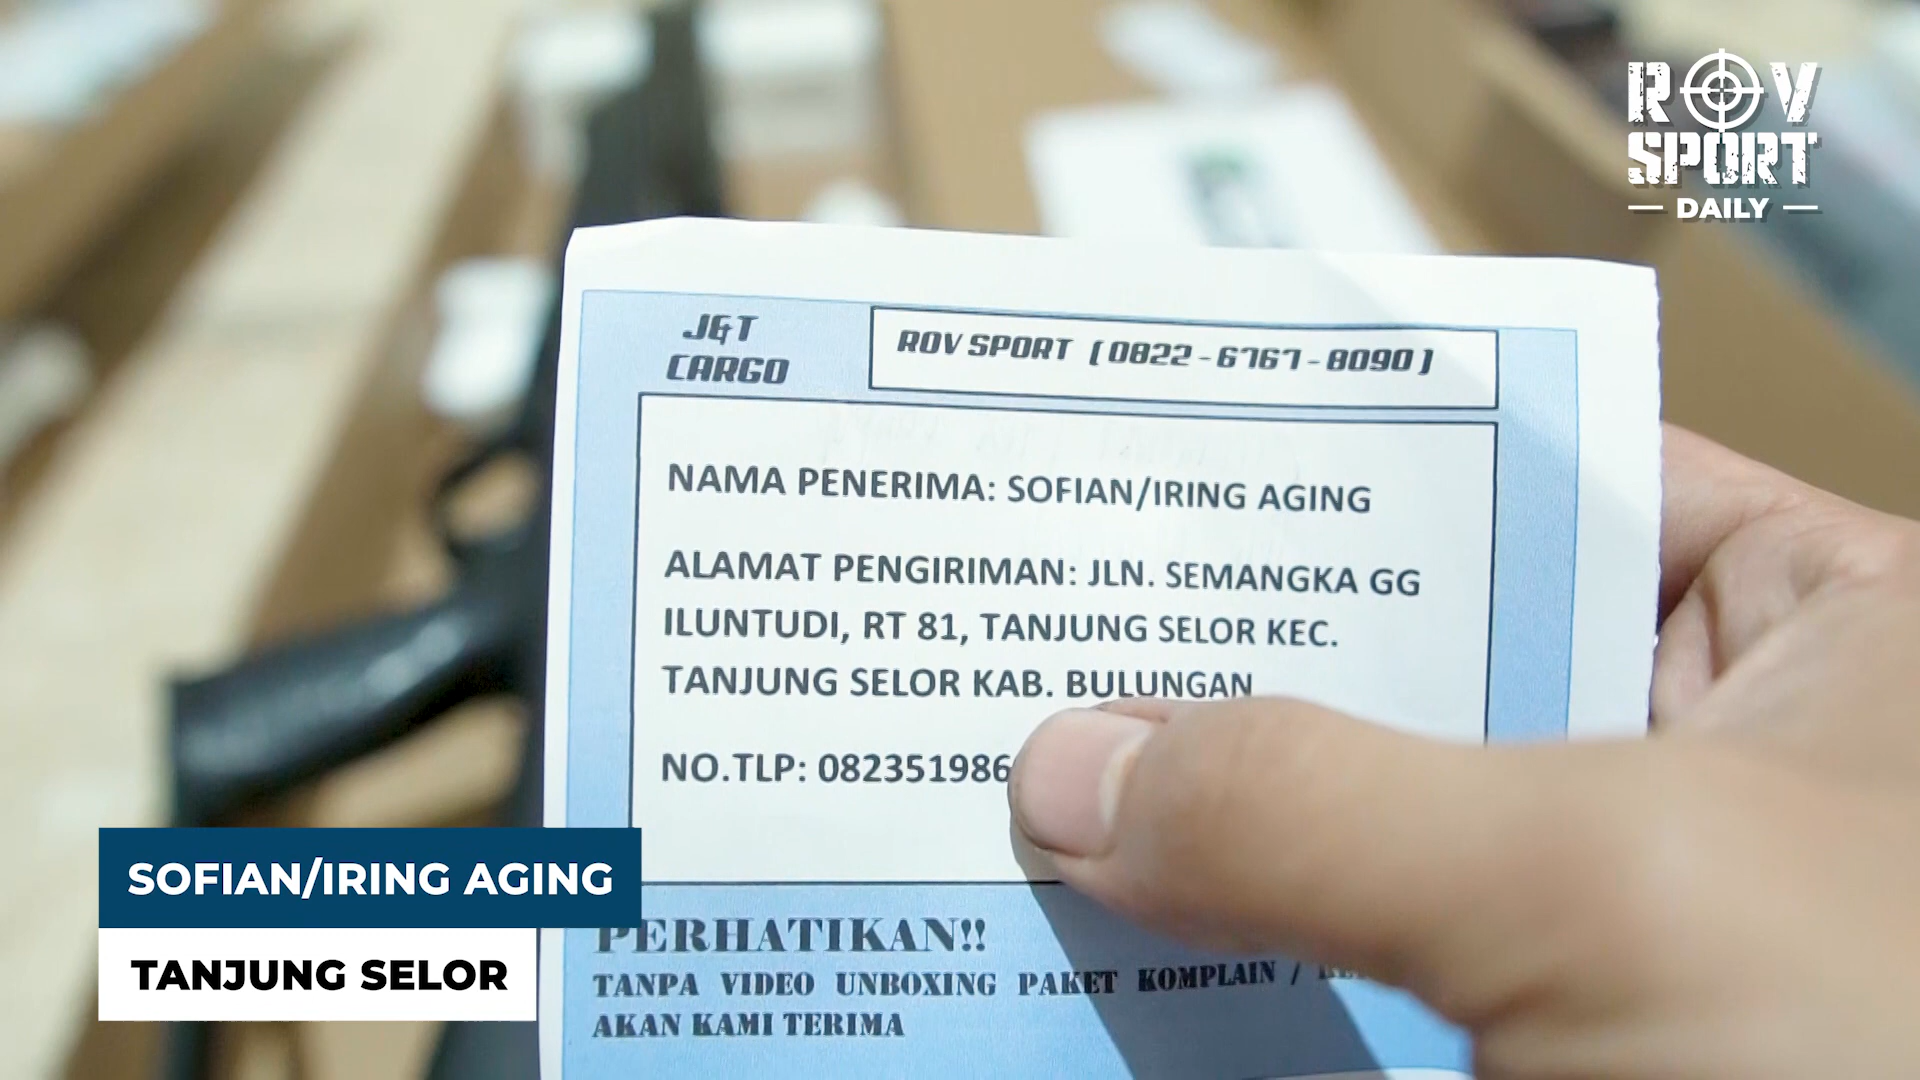 ROV
SPORT
DAILY
J&T
CARGO
ROV SPORT (0822-6767-8090)
NAMA PENERIMA: SOFIAN/IRING AGING
ALAMAT PENGIRIMAN: JLN. SEMANGKA GG
ILUNTUDI, RT 81, TANJUNG SELOR KEC.
TANJUNG SELOR KAB. BULUNGAN
NO.TLP: 082351986
PERHATIKAN!!
TANPA VIDEO UNBOXING PAKET KOMPLAIN /
AKAN KAMI TERIMA
SOFIAN/IRING AGING
TANJUNG SELOR